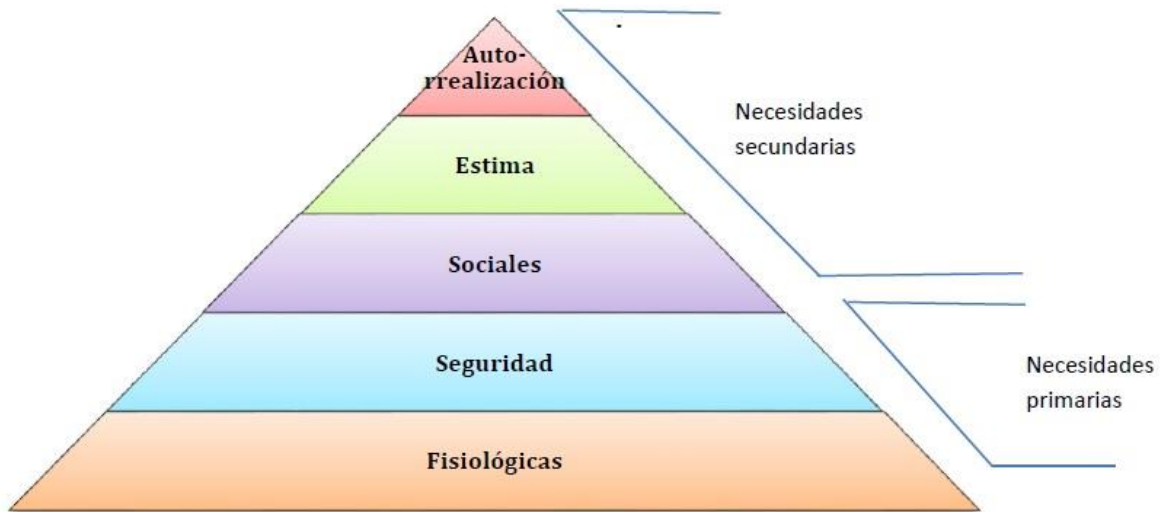 Auto-
rrealización
Estima
Sociales
Seguridad
Fisiológicas
Necesidades
secundarias
Necesidades
primarias